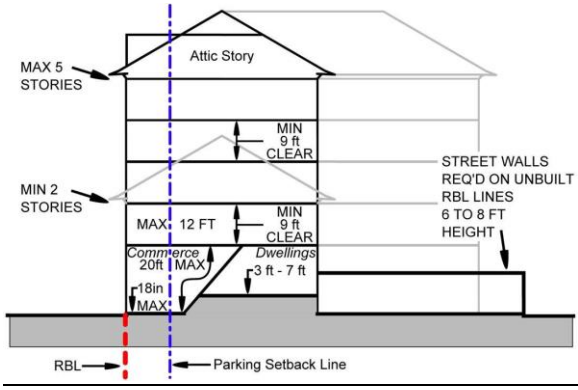 Attic Story
MAX 5
STORIES
MIN
9 ft
CLEAR
STREET WALLS
REQ'D ON UNBUILT
RBL LINES
6 TO 8 FT
HEIGHT
MIN 2
STORIES
MAX 12 FT
MIN
9 ft
CLEAR
Commerce
20ft MAX
Dwellings
3 ft - 7 ft
18in
MAX
RBL
Parking Setback Line